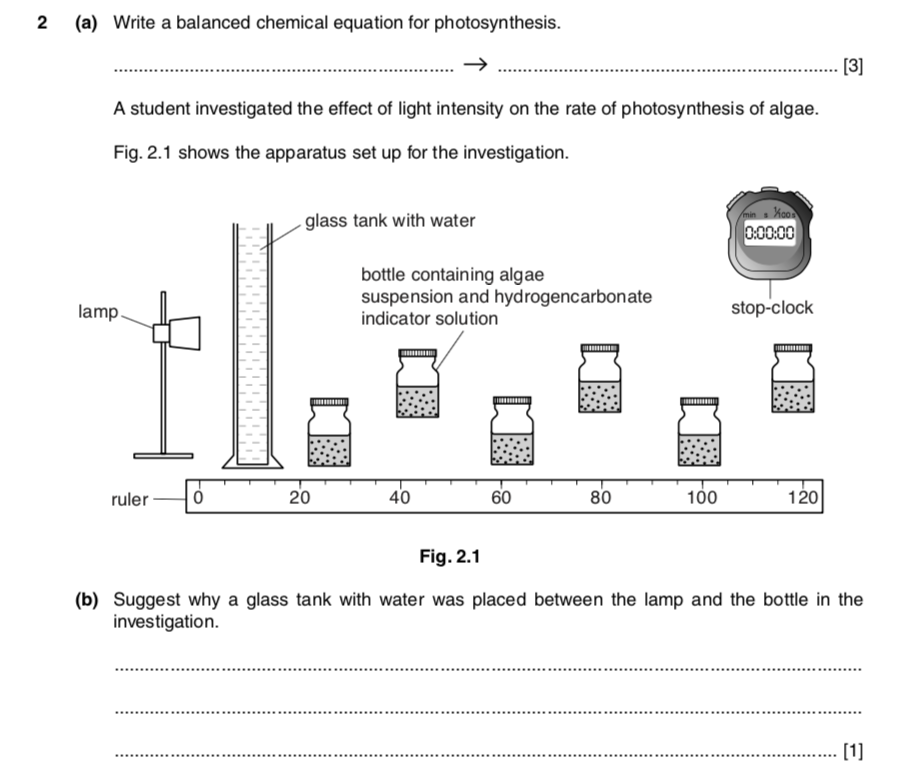 2 (a) Write a balanced chemical equation for photosynthesis.
........................................ → ........................................ [3]
A student investigated the effect of light intensity on the rate of photosynthesis of algae.
Fig. 2.1 shows the apparatus set up for the investigation.
glass tank with water
min s 1/100 s
0:00:00
bottle containing algae
suspension and hydrogencarbonate
indicator solution
stop-clock
lamp
ruler
0 20 40 60 80 100 120
Fig. 2.1
(b) Suggest why a glass tank with water was placed between the lamp and the bottle in the
investigation.
........................................
........................................
........................................ [1]